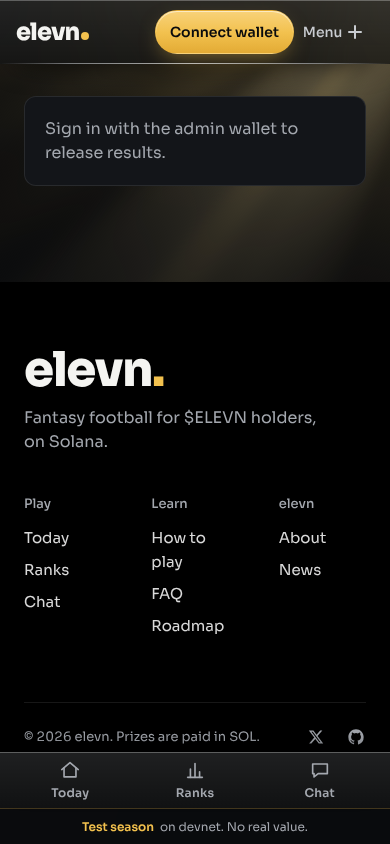 elevn.
Connect wallet
Menu
Sign in with the admin wallet to
release results.
elevn.
Fantasy football for $ELEVN holders,
on Solana.
Play
Today
Ranks
Chat
Learn
How to
play
FAQ
Roadmap
elevn
About
News
© 2026 elevn. Prizes are paid in SOL.
Today
Ranks
Chat
Test season on devnet. No real value.